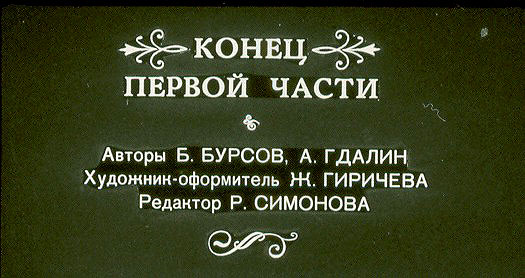 КОНЕЦ
ПЕРВОЙ ЧАСТИ
Авторы Б. БУРСОВ, А. ГДАЛИН
Художник-оформитель Ж. ГИРИЧЕВА
Редактор Р. СИМОНОВА